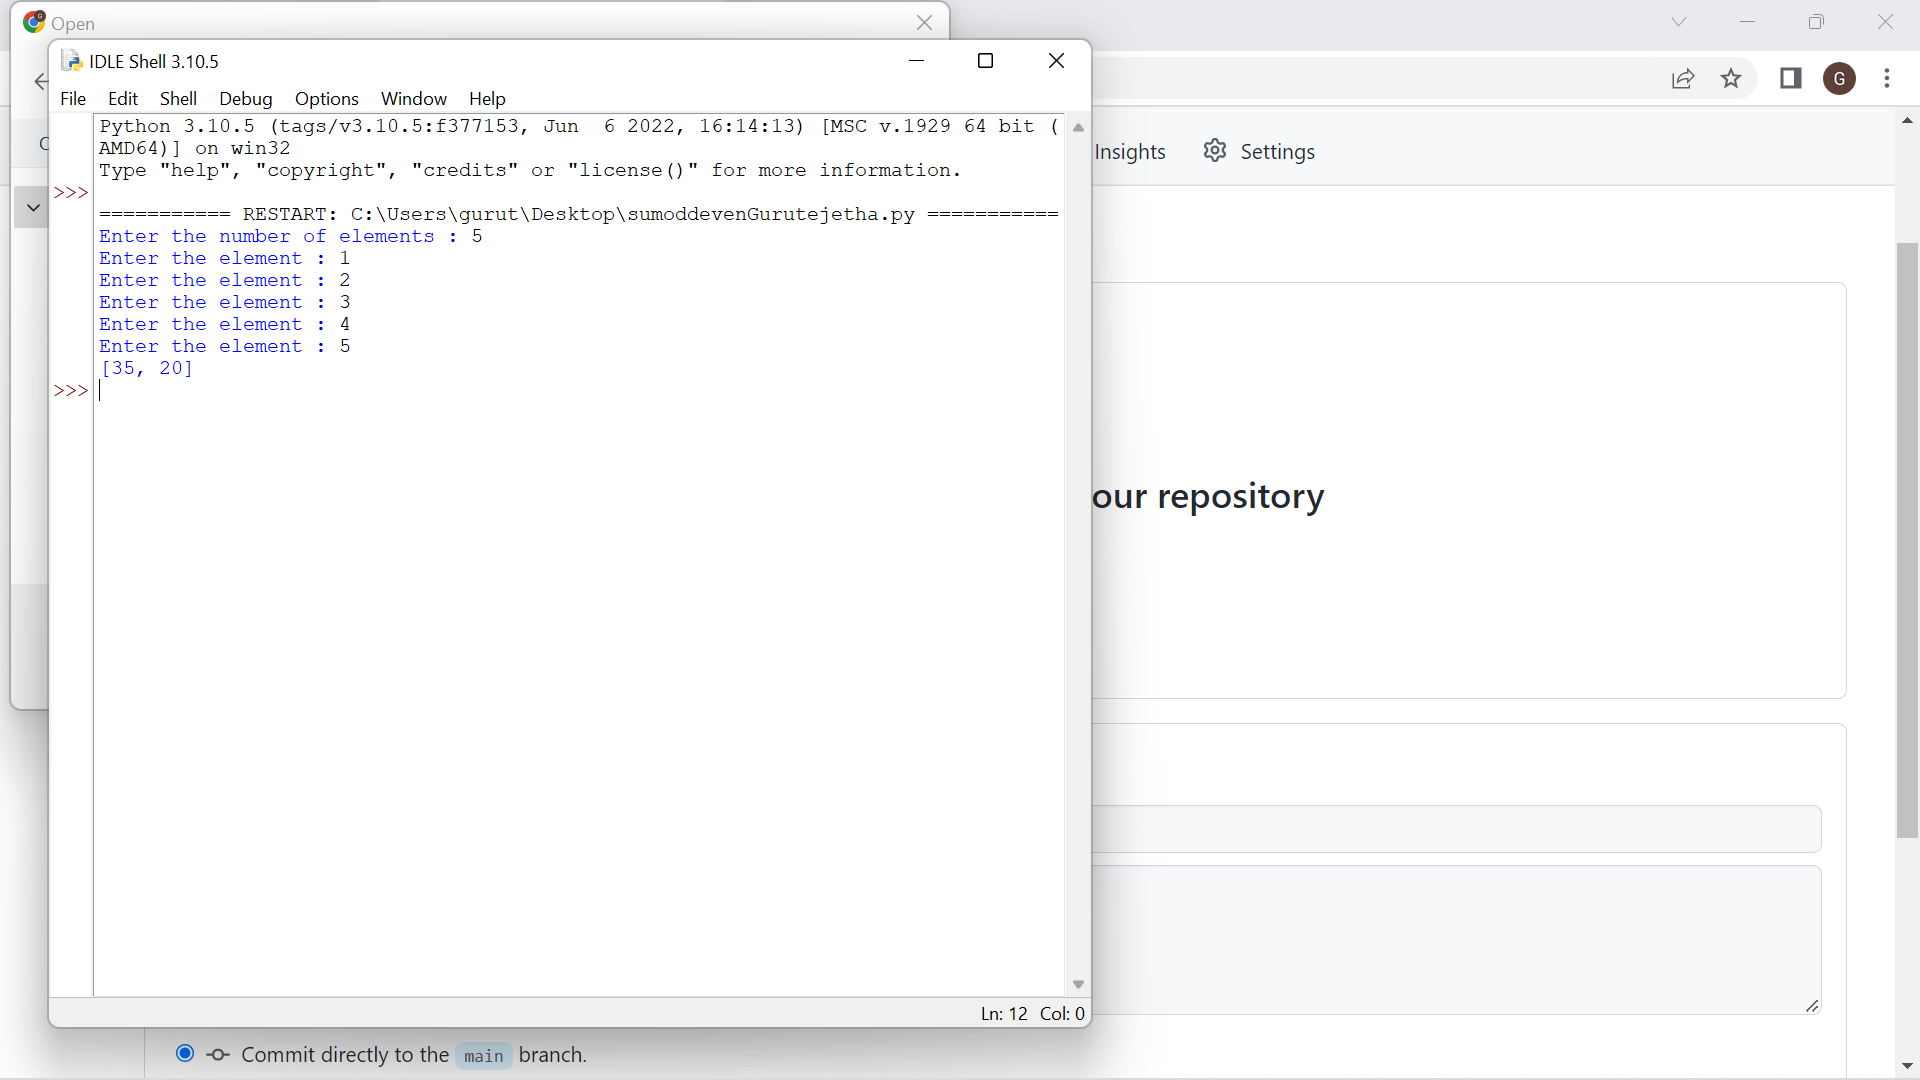 Open
IDLE Shell 3.10.5
File Edit Shell Debug Options Window Help
Python 3.10.5 (tags/v3.10.5:f377153, Jun  6 2022, 16:14:13) [MSC v.1929 64 bit (
AMD64)] on win32
Type "help", "copyright", "credits" or "license()" for more information.
>>>
=========== RESTART: C:\Users\gurut\Desktop\sumoddevenGurutejetha.py ===========
Enter the number of elements : 5
Enter the element : 1
Enter the element : 2
Enter the element : 3
Enter the element : 4
Enter the element : 5
[35, 20]
>>>
Ln: 12 Col: 0
G
Insights Settings
our repository
Commit directly to the main branch.